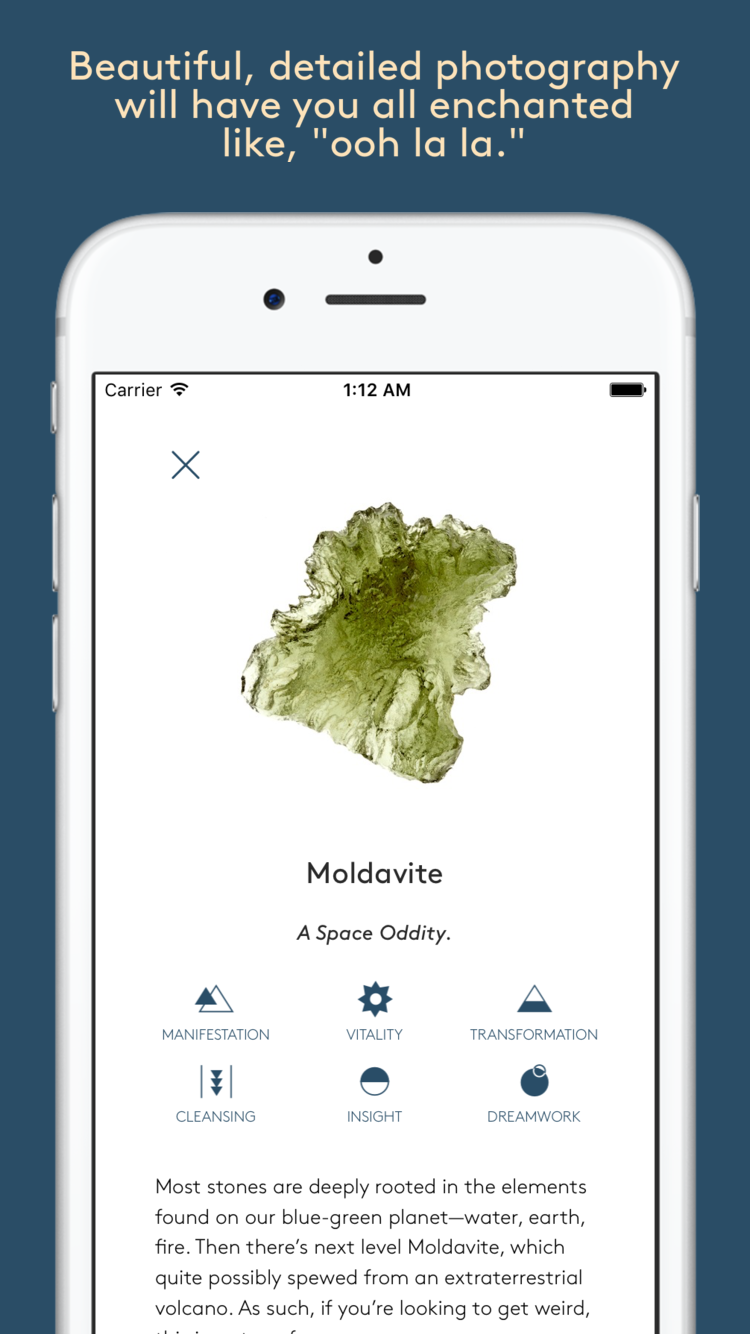 Beautiful, detailed photography
will have you all enchanted
like, "ooh la la."
Carrier 1:12 AM
Moldavite
A Space Oddity.
MANIFESTATION VITALITY TRANSFORMATION
CLEANSING INSIGHT DREAMWORK
Most stones are deeply rooted in the elements
found on our blue-green planet—water, earth,
fire. Then there’s next level Moldavite, which
quite possibly spewed from an extraterrestrial
volcano. As such, if you’re looking to get weird,